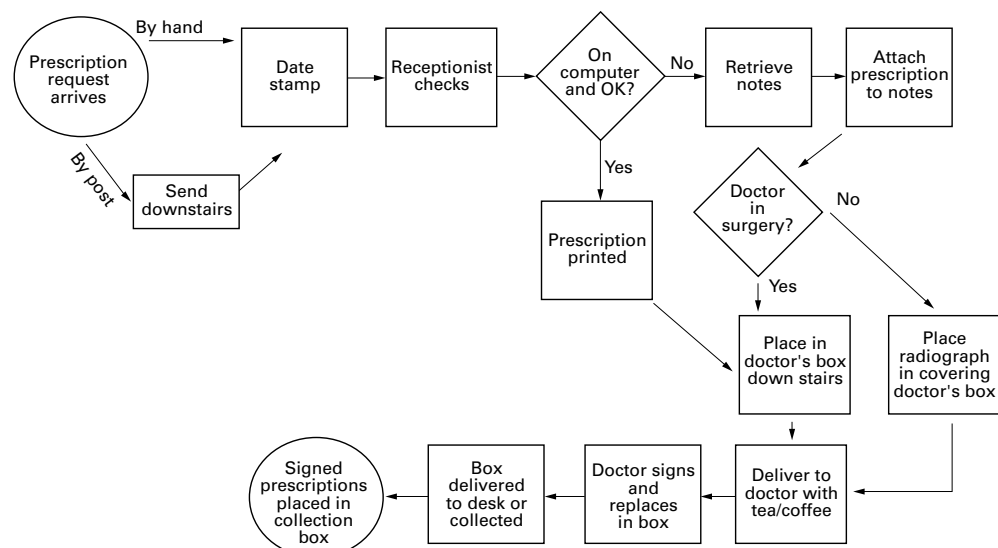 By hand
Prescription
request
arrives
Date
stamp
Receptionist
checks
On
computer
and OK?
No
Retrieve
notes
Attach
prescription
to notes
By post
Send
downstairs
Yes
Doctor
in
surgery?
No
Prescription
printed
Yes
Place in
doctor's box
down stairs
Place
radiograph
in covering
doctor's box
Signed
prescriptions
placed in
collection
box
Box
delivered
to desk or
collected
Doctor signs
and
replaces
in box
Deliver to
doctor with
tea/coffee